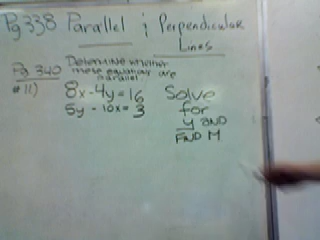 Pg 338 Parallel & Perpendicular
Lines
Pg 340 Determine whether
these equations are
parallel.
#11) 8x - 4y = 16
5y - 10x = 3
Solve
for
y AND
FIND M